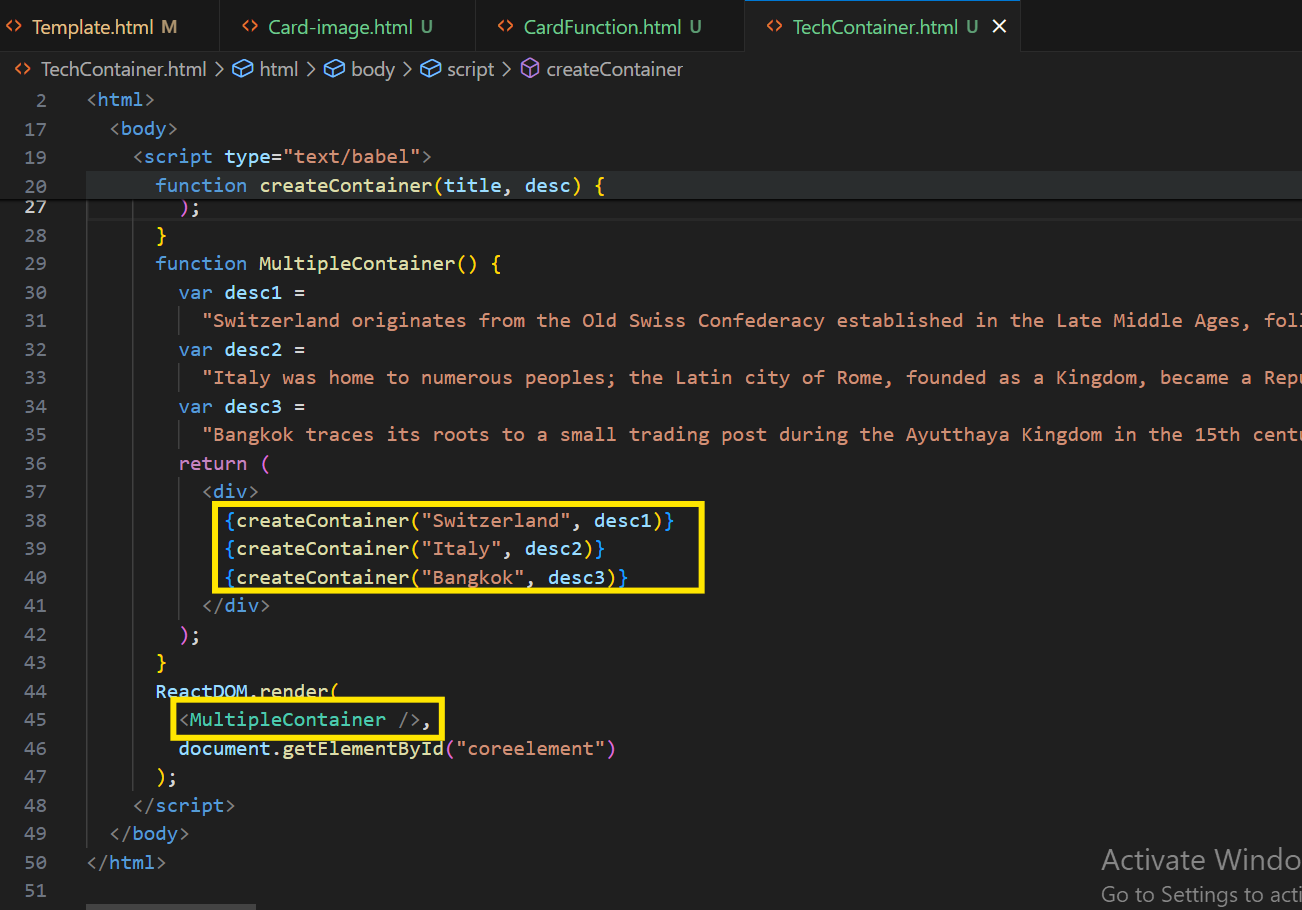 Template.html M
Card-image.html U
CardFunction.html U
TechContainer.html U
TechContainer.html > html > body > script > createContainer
2 <html>
17 <body>
19 <script type="text/babel">
20 function createContainer(title, desc) {
27 );
28 }
29 function MultipleContainer() {
30 var desc1 =
31 "Switzerland originates from the Old Swiss Confederacy established in the Late Middle Ages, foll
32 var desc2 =
33 "Italy was home to numerous peoples; the Latin city of Rome, founded as a Kingdom, became a Repu
34 var desc3 =
35 "Bangkok traces its roots to a small trading post during the Ayutthaya Kingdom in the 15th centu
36 return (
37 <div>
38 {createContainer("Switzerland", desc1)}
39 {createContainer("Italy", desc2)}
40 {createContainer("Bangkok", desc3)}
41 </div>
42 );
43 }
44 ReactDOM.render(
45 <MultipleContainer />,
46 document.getElementById("coreelement")
47 );
48 </script>
49 </body>
50 </html>
51
Activate Windo
Go to Settings to acti